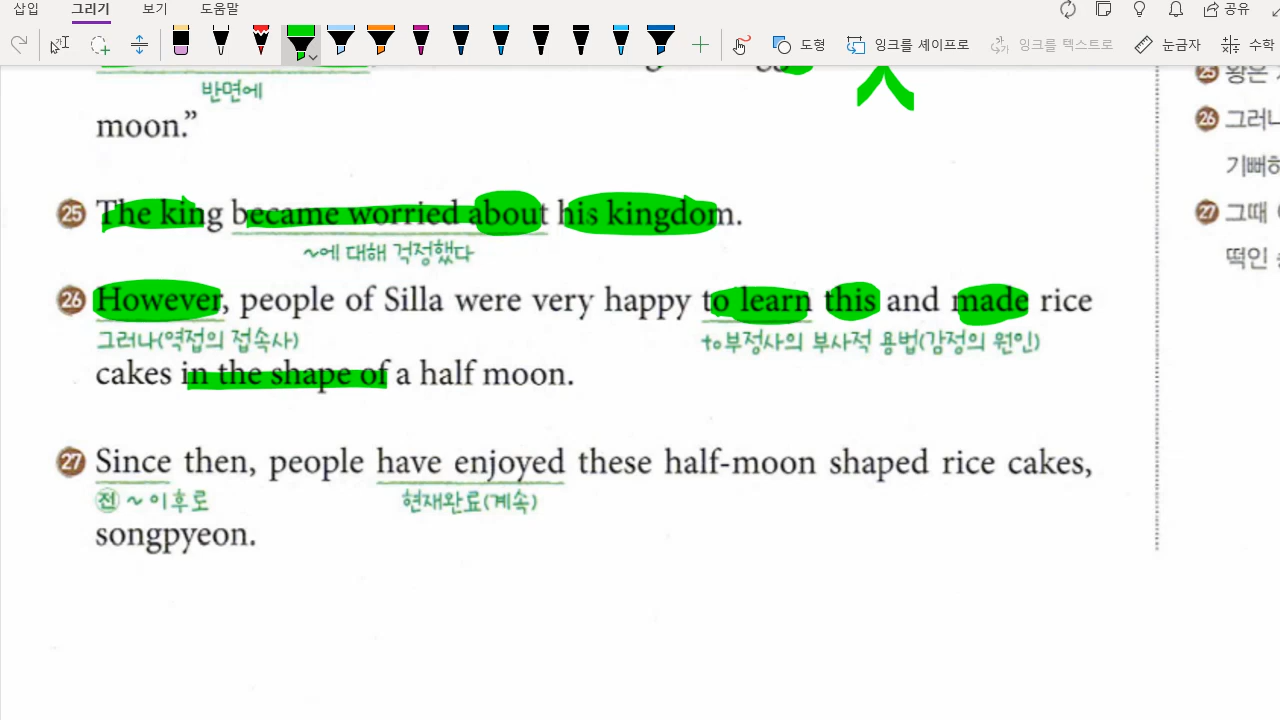 삽입 그리기 보기 도움말 공유
도형 잉크를 셰이프로 잉크를 텍스트로 눈금자 수학
반면에
moon.”
25 The king became worried about his kingdom.
~에 대해 걱정했다
26 However, people of Silla were very happy to learn this and made rice
그러나(역접의 접속사) to부정사의 부사적 용법(감정의 원인)
cakes in the shape of a half moon.
27 Since then, people have enjoyed these half-moon shaped rice cakes,
전 ~이후로 현재완료(계속)
songpyeon.
25 황은
26 그러나
기뻐하
27 그때
떡인